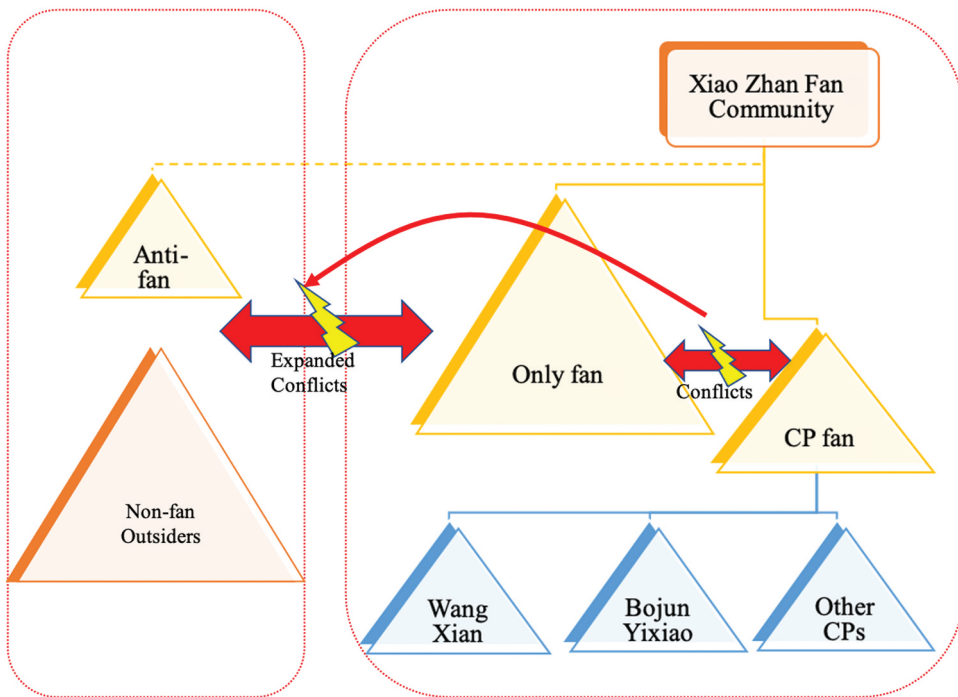 Xiao Zhan Fan
Community
Anti-
fan
Expanded
Conflicts
Only fan
Conflicts
CP fan
Non-fan
Outsiders
Wang
Xian
Bojun
Yixiao
Other
CPs